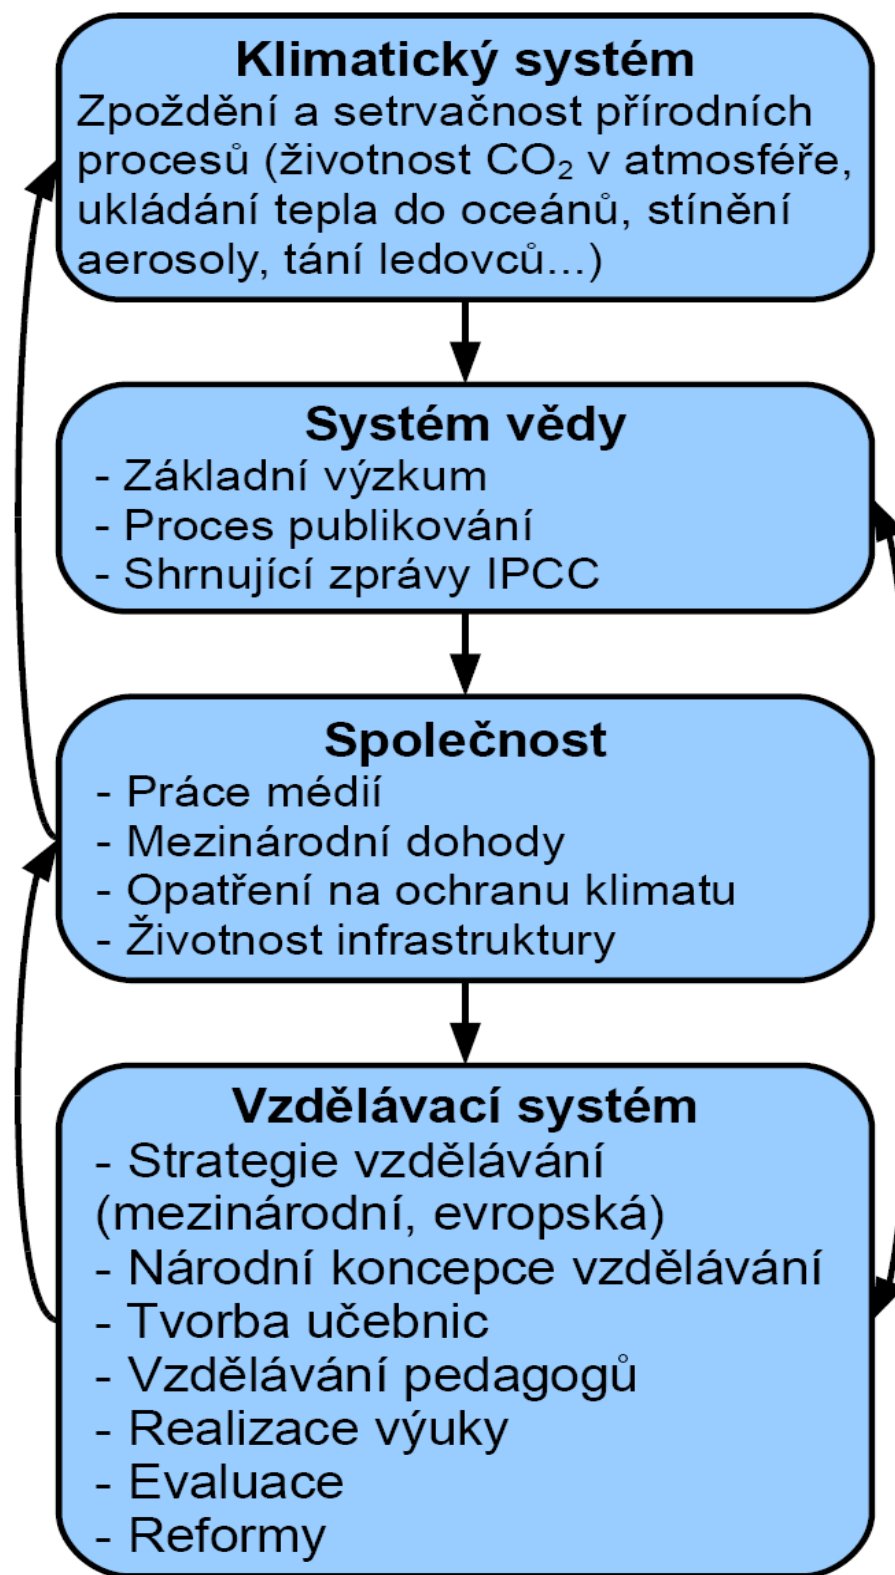 Klimatický systém
Zpoždění a setrvačnost přírodních
procesů (životnost CO₂ v atmosféře,
ukládání tepla do oceánů, stínění
aerosoly, tání ledovců...)
Systém vědy
- Základní výzkum
- Proces publikování
- Shrnující zprávy IPCC
Společnost
- Práce médií
- Mezinárodní dohody
- Opatření na ochranu klimatu
- Životnost infrastruktury
Vzdělávací systém
- Strategie vzdělávání
(mezinárodní, evropská)
- Národní koncepce vzdělávání
- Tvorba učebnic
- Vzdělávání pedagogů
- Realizace výuky
- Evaluace
- Reformy